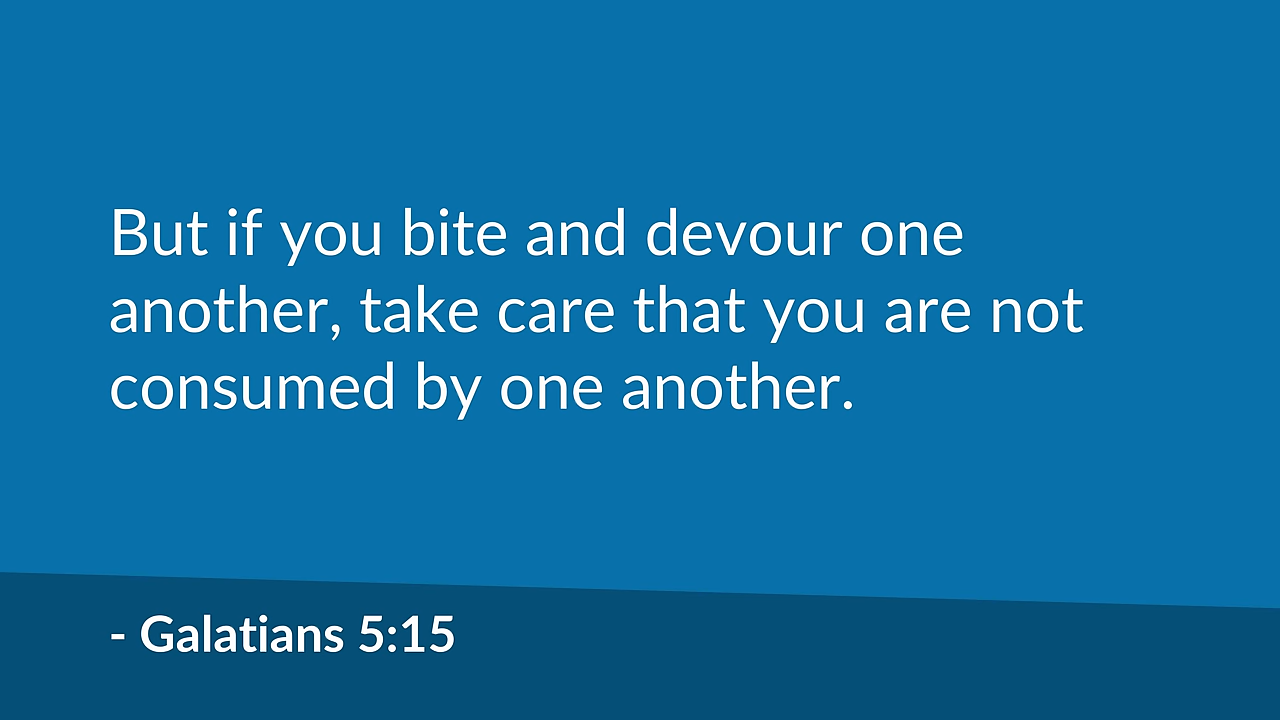 But if you bite and devour one
another, take care that you are not
consumed by one another.
- Galatians 5:15